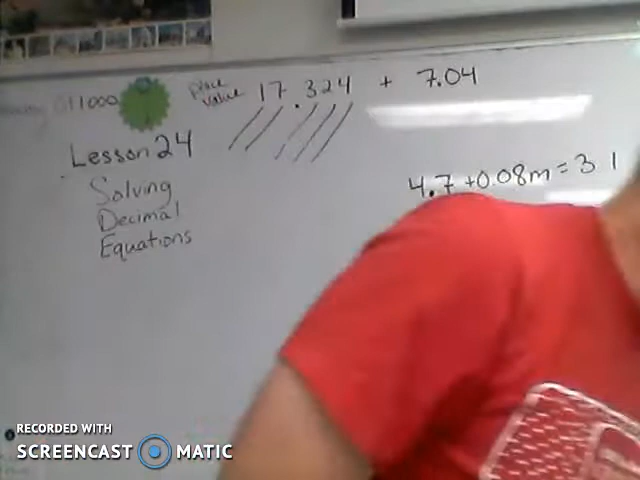 place
value
17.324 + 7.04
1000
Lesson 24
Solving
Decimal
Equations
4.7 +0.08m = 3 1
RECORDED WITH
SCREENCAST MATIC